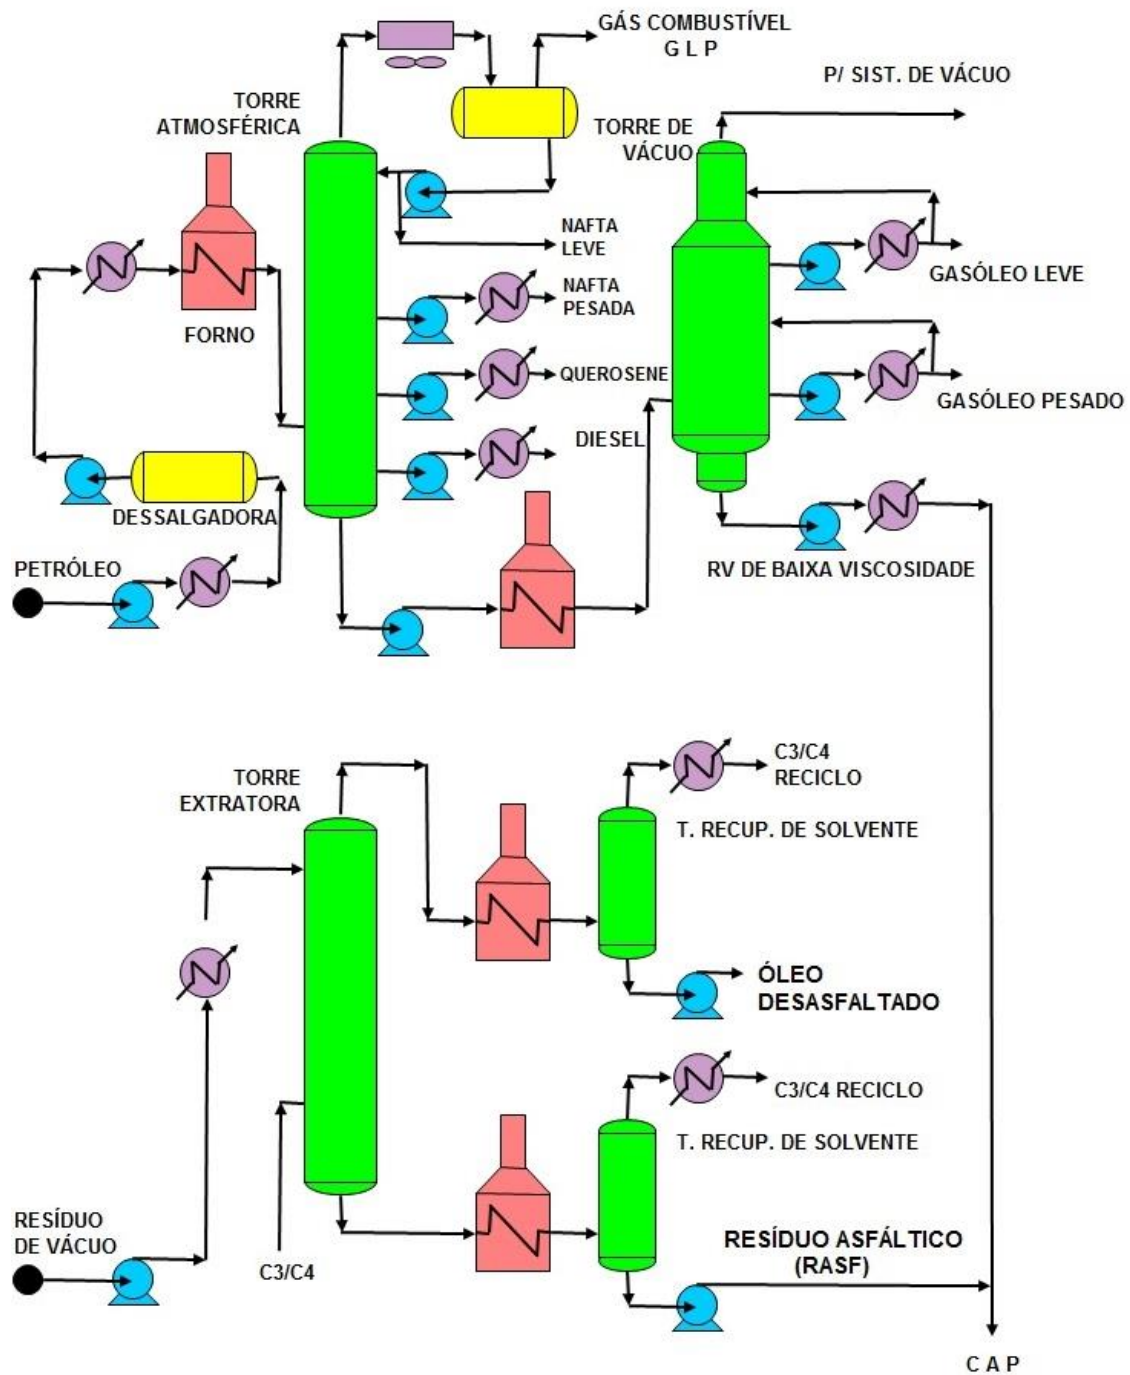 GÁS COMBUSTÍVEL
G L P
P/ SIST. DE VÁCUO
TORRE
ATMOSFÉRICA
TORRE DE
VÁCUO
NAFTA
LEVE
GASÓLEO LEVE
NAFTA
PESADA
FORNO
QUEROSENE
GASÓLEO PESADO
DIESEL
DESSALGADORA
PETRÓLEO
RV DE BAIXA VISCOSIDADE
TORRE
EXTRATORA
C3/C4
RECICLO
T. RECUP. DE SOLVENTE
ÓLEO
DESASFALTADO
C3/C4 RECICLO
T. RECUP. DE SOLVENTE
RESÍDUO
DE VÁCUO
C3/C4
RESÍDUO ASFÁLTICO
(RASF)
C A P